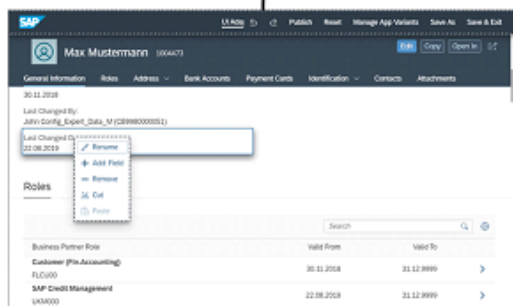 SAP UI Adap Publish Reset Manage App Variants Save As Save & Exit
Max Mustermann 1004473
Edit Copy Open In
General Information Roles Address Bank Accounts Payment Cards Identification Contacts Attachments
30.11.2018
Last Changed By:
John Config_Expert_Data_M
Last Changed
22.08.2019
Rename
Add Field
Remove
Cut
Paste
Roles
Search
Business Partner Role Valid From Valid To
Customer (Fin.Accounting)
FLCU00 30.11.2018 31.12.9999
SAP Credit Management
UKM000 22.08.2019 31.12.9999